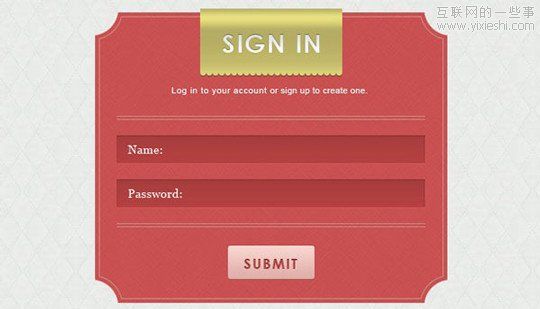 互联网的一些事
www.yixieshi.com
SIGN IN
Log in to your account or sign up to create one.
Name:
Password:
SUBMIT